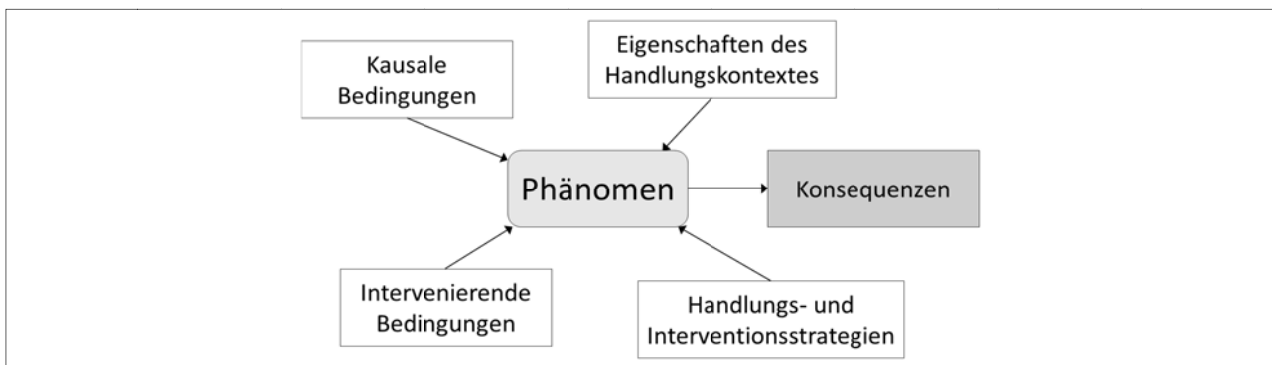 Kausale
Bedingungen
Eigenschaften des
Handlungskontextes
Phänomen
Konsequenzen
Intervenierende
Bedingungen
Handlungs- und
Interventionsstrategien